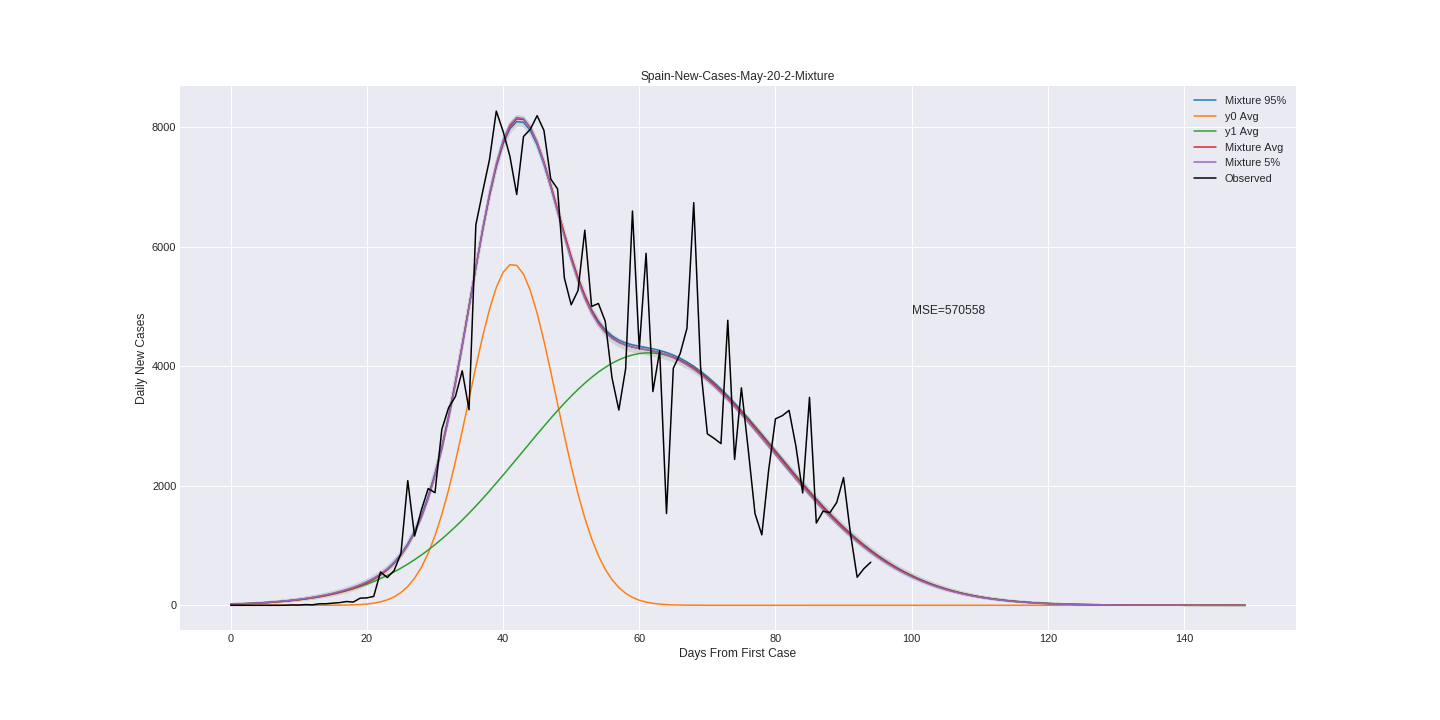 Spain-New-Cases-May-20-2-Mixture
Mixture 95%
y0 Avg
y1 Avg
Mixture Avg
Mixture 5%
Observed
MSE=570558
Daily New Cases
8000
6000
4000
2000
0
0 20 40 60 80 100 120 140
Days From First Case